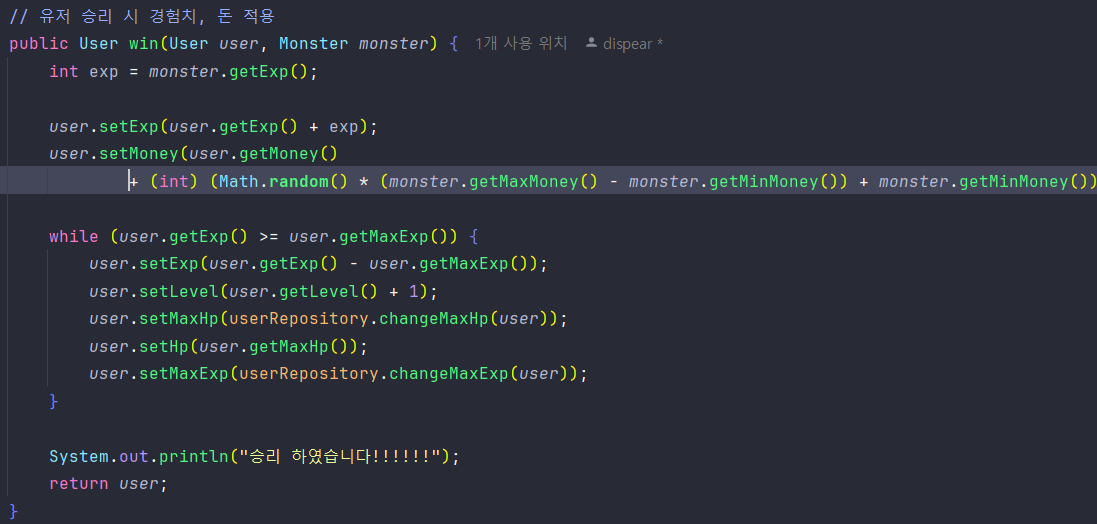 // 유저 승리 시 경험치, 돈 적용
public User win(User user, Monster monster) { 1개 사용 위치 dispear *
    int exp = monster.getExp();
    user.setExp(user.getExp() + exp);
    user.setMoney(user.getMoney()
            + (int) (Math.random() * (monster.getMaxMoney() - monster.getMinMoney()) + monster.getMinMoney())
    while (user.getExp() >= user.getMaxExp()) {
        user.setExp(user.getExp() - user.getMaxExp());
        user.setLevel(user.getLevel() + 1);
        user.setMaxHp(userRepository.changeMaxHp(user));
        user.setHp(user.getMaxHp());
        user.setMaxExp(userRepository.changeMaxExp(user));
    }
    System.out.println("승리 하였습니다!!!!!!");
    return user;
}